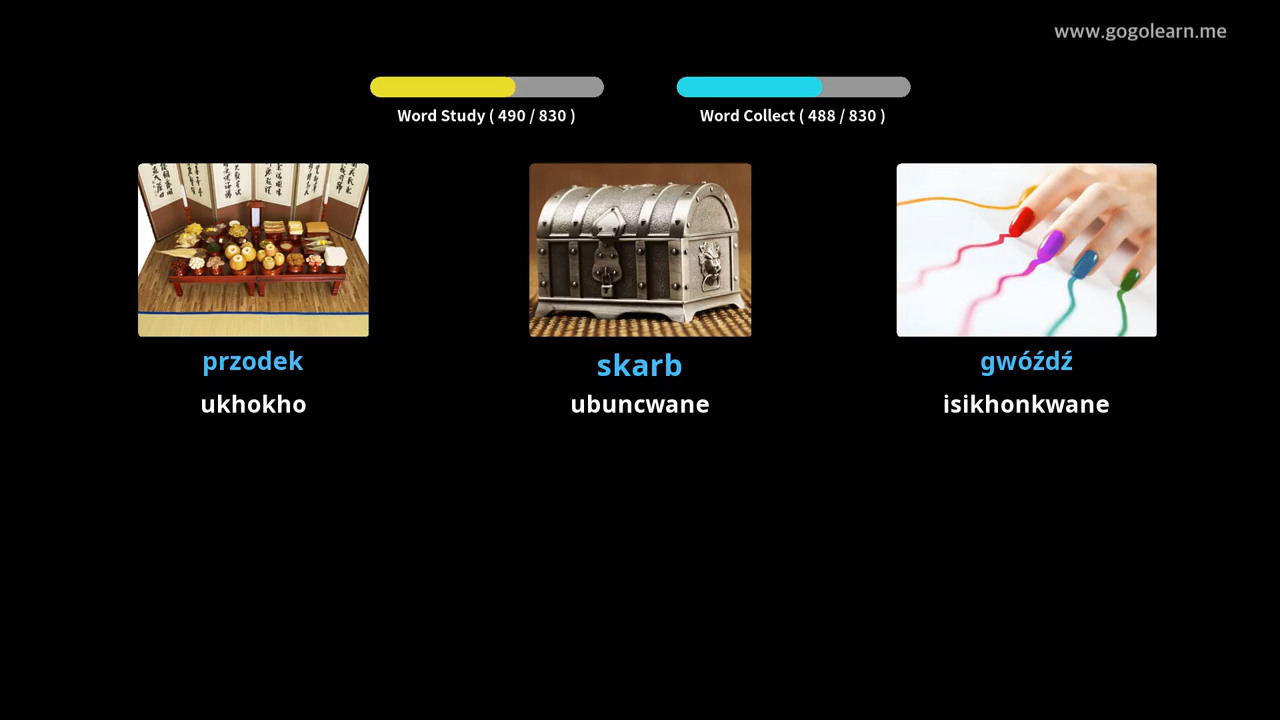 www.gogolearn.me
Word Study ( 490 / 830 )
Word Collect ( 488 / 830 )
przodek
skarb
gwóźdź
ukhokho
ubuncwane
isikhonkwane